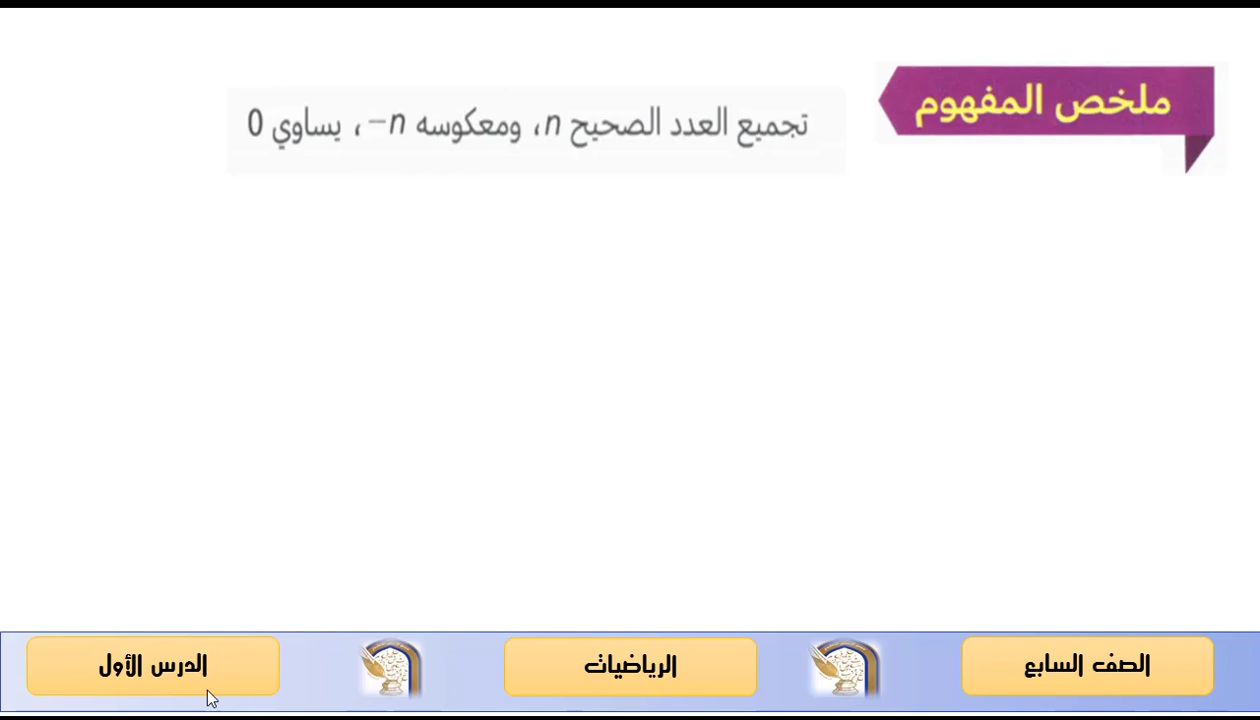 ملخص المفهوم
تجميع العدد الصحيح n، ومعكوسه n−، يساوي 0
الصف السابع
الرياضيات
الدرس الأول